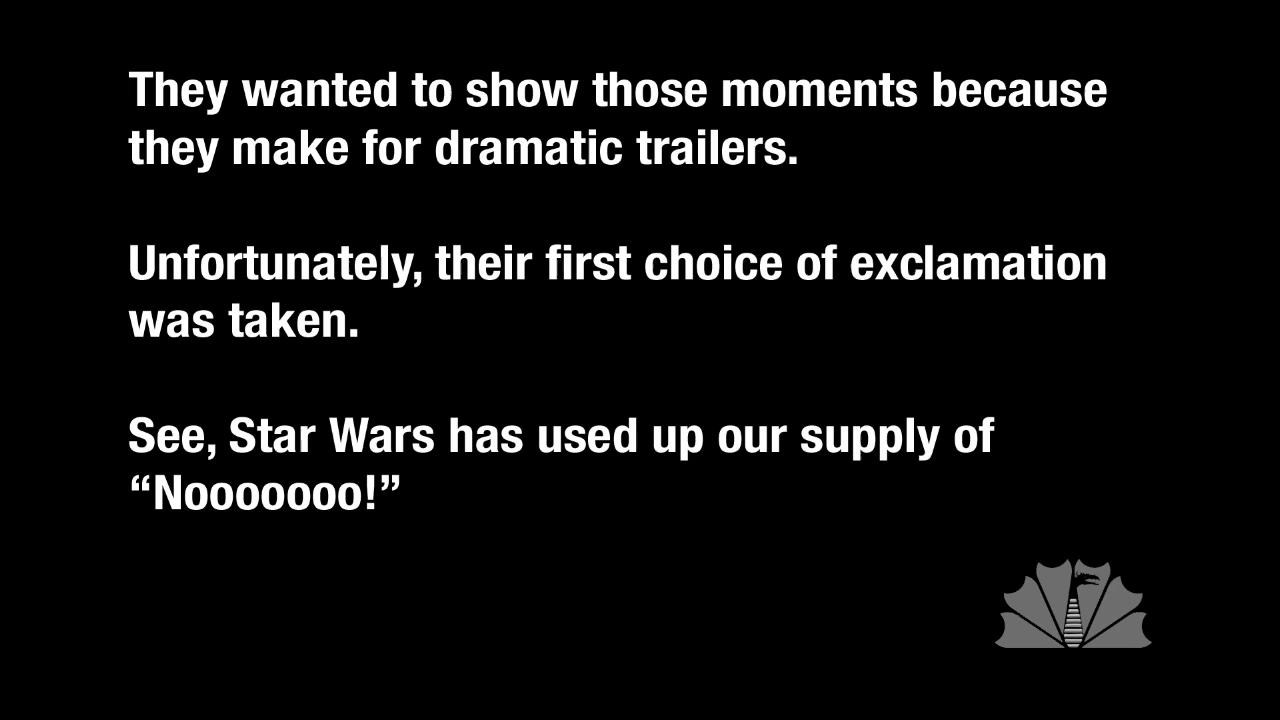 They wanted to show those moments because
they make for dramatic trailers.
Unfortunately, their first choice of exclamation
was taken.
See, Star Wars has used up our supply of
“Nooooooo!”